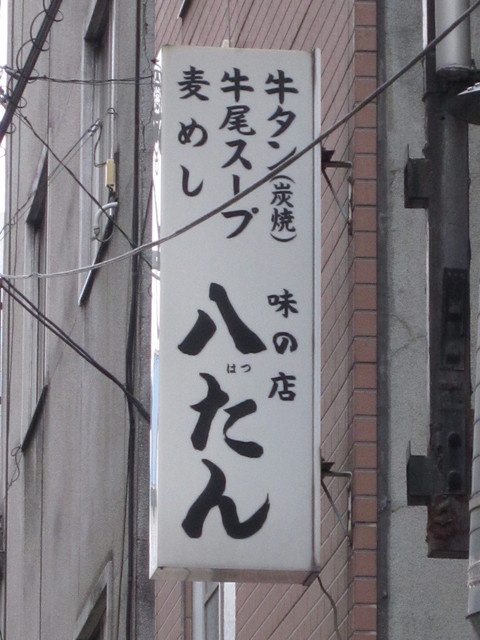 牛タン(炭焼)
牛尾スープ
麦めし
味の店
八たん
はつ